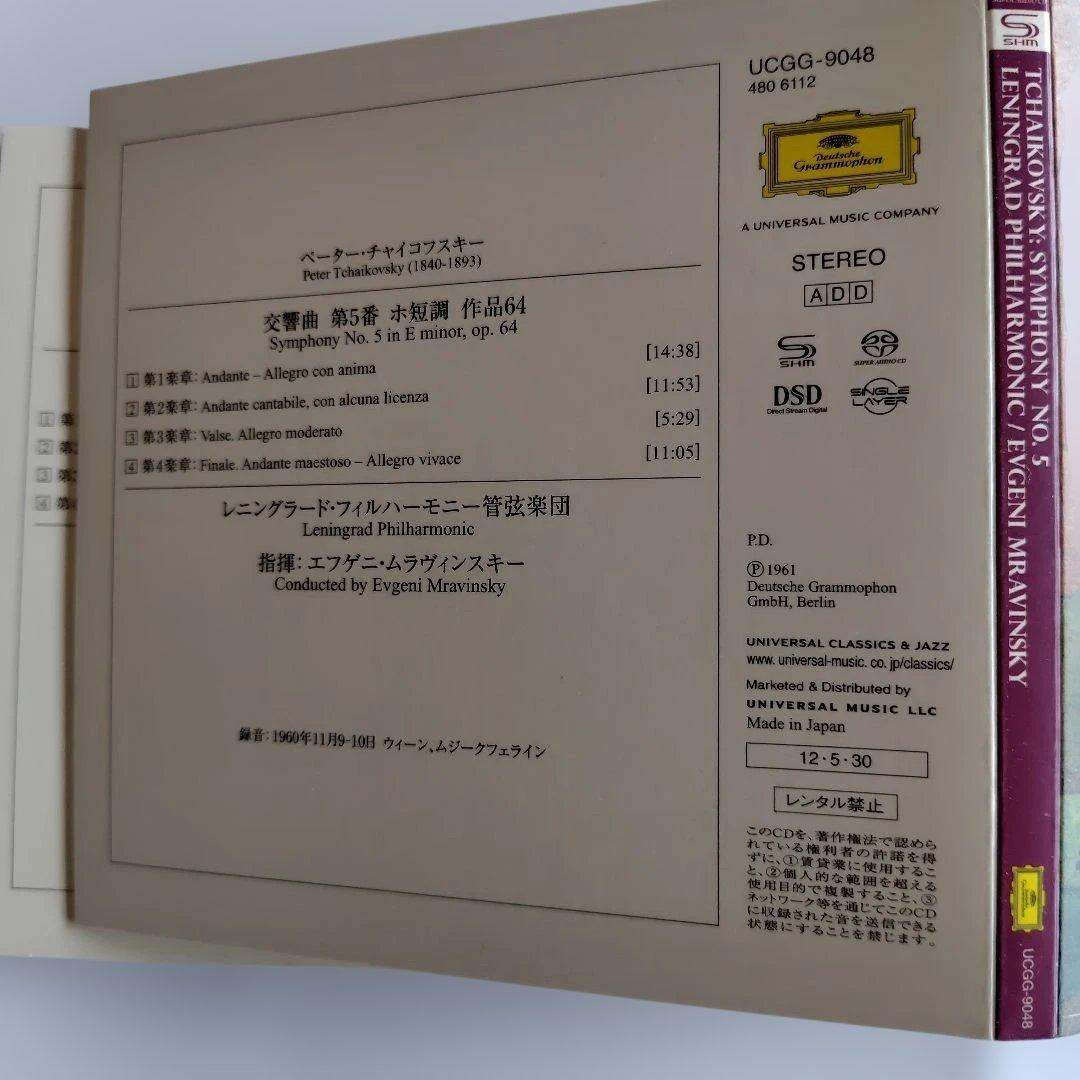 UCGG-9048
480 6112
Deutsche
Grammophon
A UNIVERSAL MUSIC COMPANY
STEREO
ADD
SHM
SUPER AUDIO CD
DSD
Direct Stream Digital
SINGLE
LAYER
ペーター・チャイコフスキー
Peter Tchaikovsky (1840-1893)
交響曲 第5番 ホ短調 作品64
Symphony No. 5 in E minor, op. 64
1 第1楽章: Andante – Allegro con anima [14:38]
2 第2楽章: Andante cantabile, con alcuna licenza [11:53]
3 第3楽章: Valse. Allegro moderato [5:29]
4 第4楽章: Finale. Andante maestoso – Allegro vivace [11:05]
レニングラード・フィルハーモニー管弦楽団
Leningrad Philharmonic
指揮: エフゲニ・ムラヴィンスキー
Conducted by Evgeni Mravinsky
録音: 1960年11月9-10日 ウィーン、ムジークフェライン
P.D.
Ⓟ 1961
Deutsche Grammophon
GmbH, Berlin
UNIVERSAL CLASSICS & JAZZ
www. universal-music. co. jp/classics/
Marketed & Distributed by
UNIVERSAL MUSIC LLC
Made in Japan
12・5・30
レンタル禁止
このCDを、著作権法で認めら
れている権利者の許諾を得
ずに、①賃貸業に使用するこ
と、②個人的な範囲を超える
使用目的で複製すること、③
ネットワーク等を通じてこのCD
に収録された音を送信できる
状態にすることを禁じます。
SHM
TCHAIKOVSKY: SYMPHONY NO. 5
LENINGRAD PHILHARMONIC / EVGENI MRAVINSKY
UCGG-9048
1 第
2 第
3 第
4 第